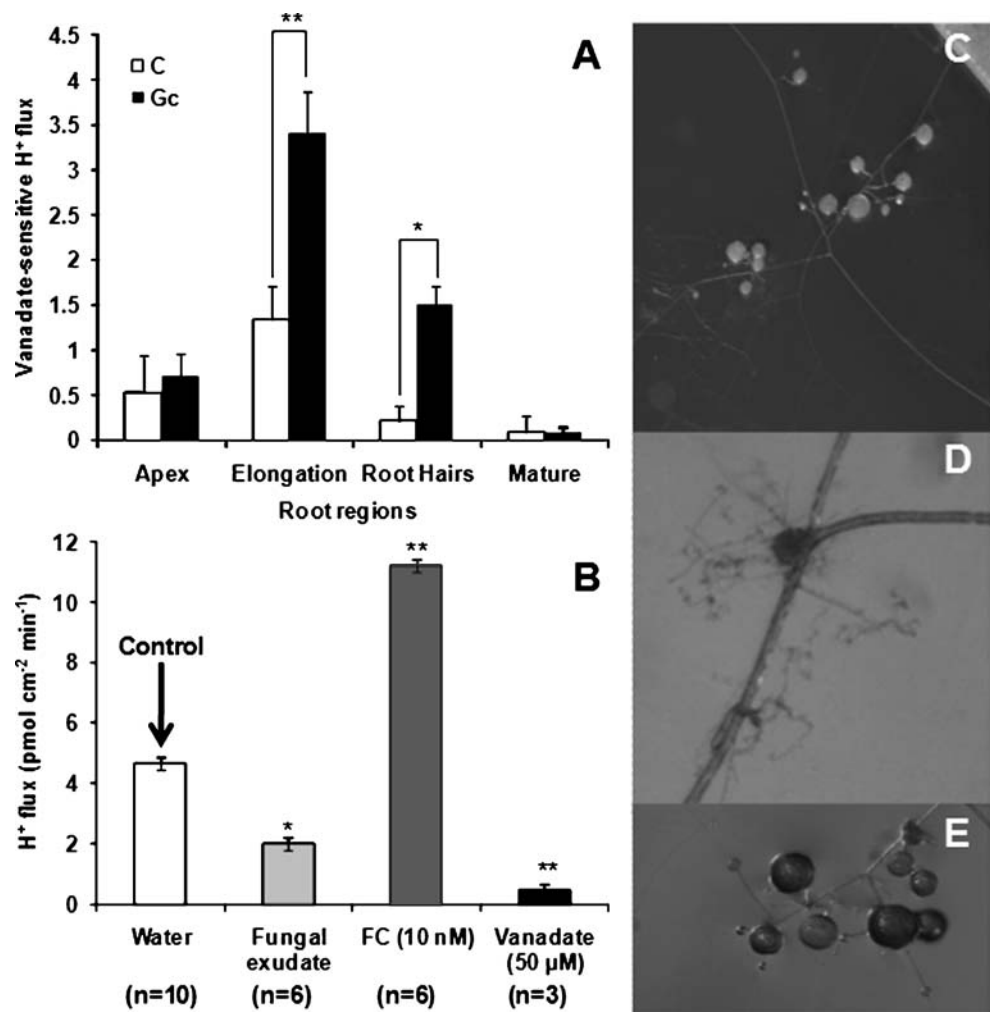 A
**
4.5
4
3.5
3
2.5
2
1.5
1
0.5
0
Vanadate-sensitive H⁺ flux
C
Gc
*
Apex
Elongation
Root Hairs
Mature
Root regions
B
12
10
8
6
4
2
0
H⁺ flux (pmol cm⁻² min⁻¹)
Control
*
**
**
Water
Fungal exudate
FC (10 nM)
Vanadate (50 µM)
(n=10)
(n=6)
(n=6)
(n=3)
C
D
E